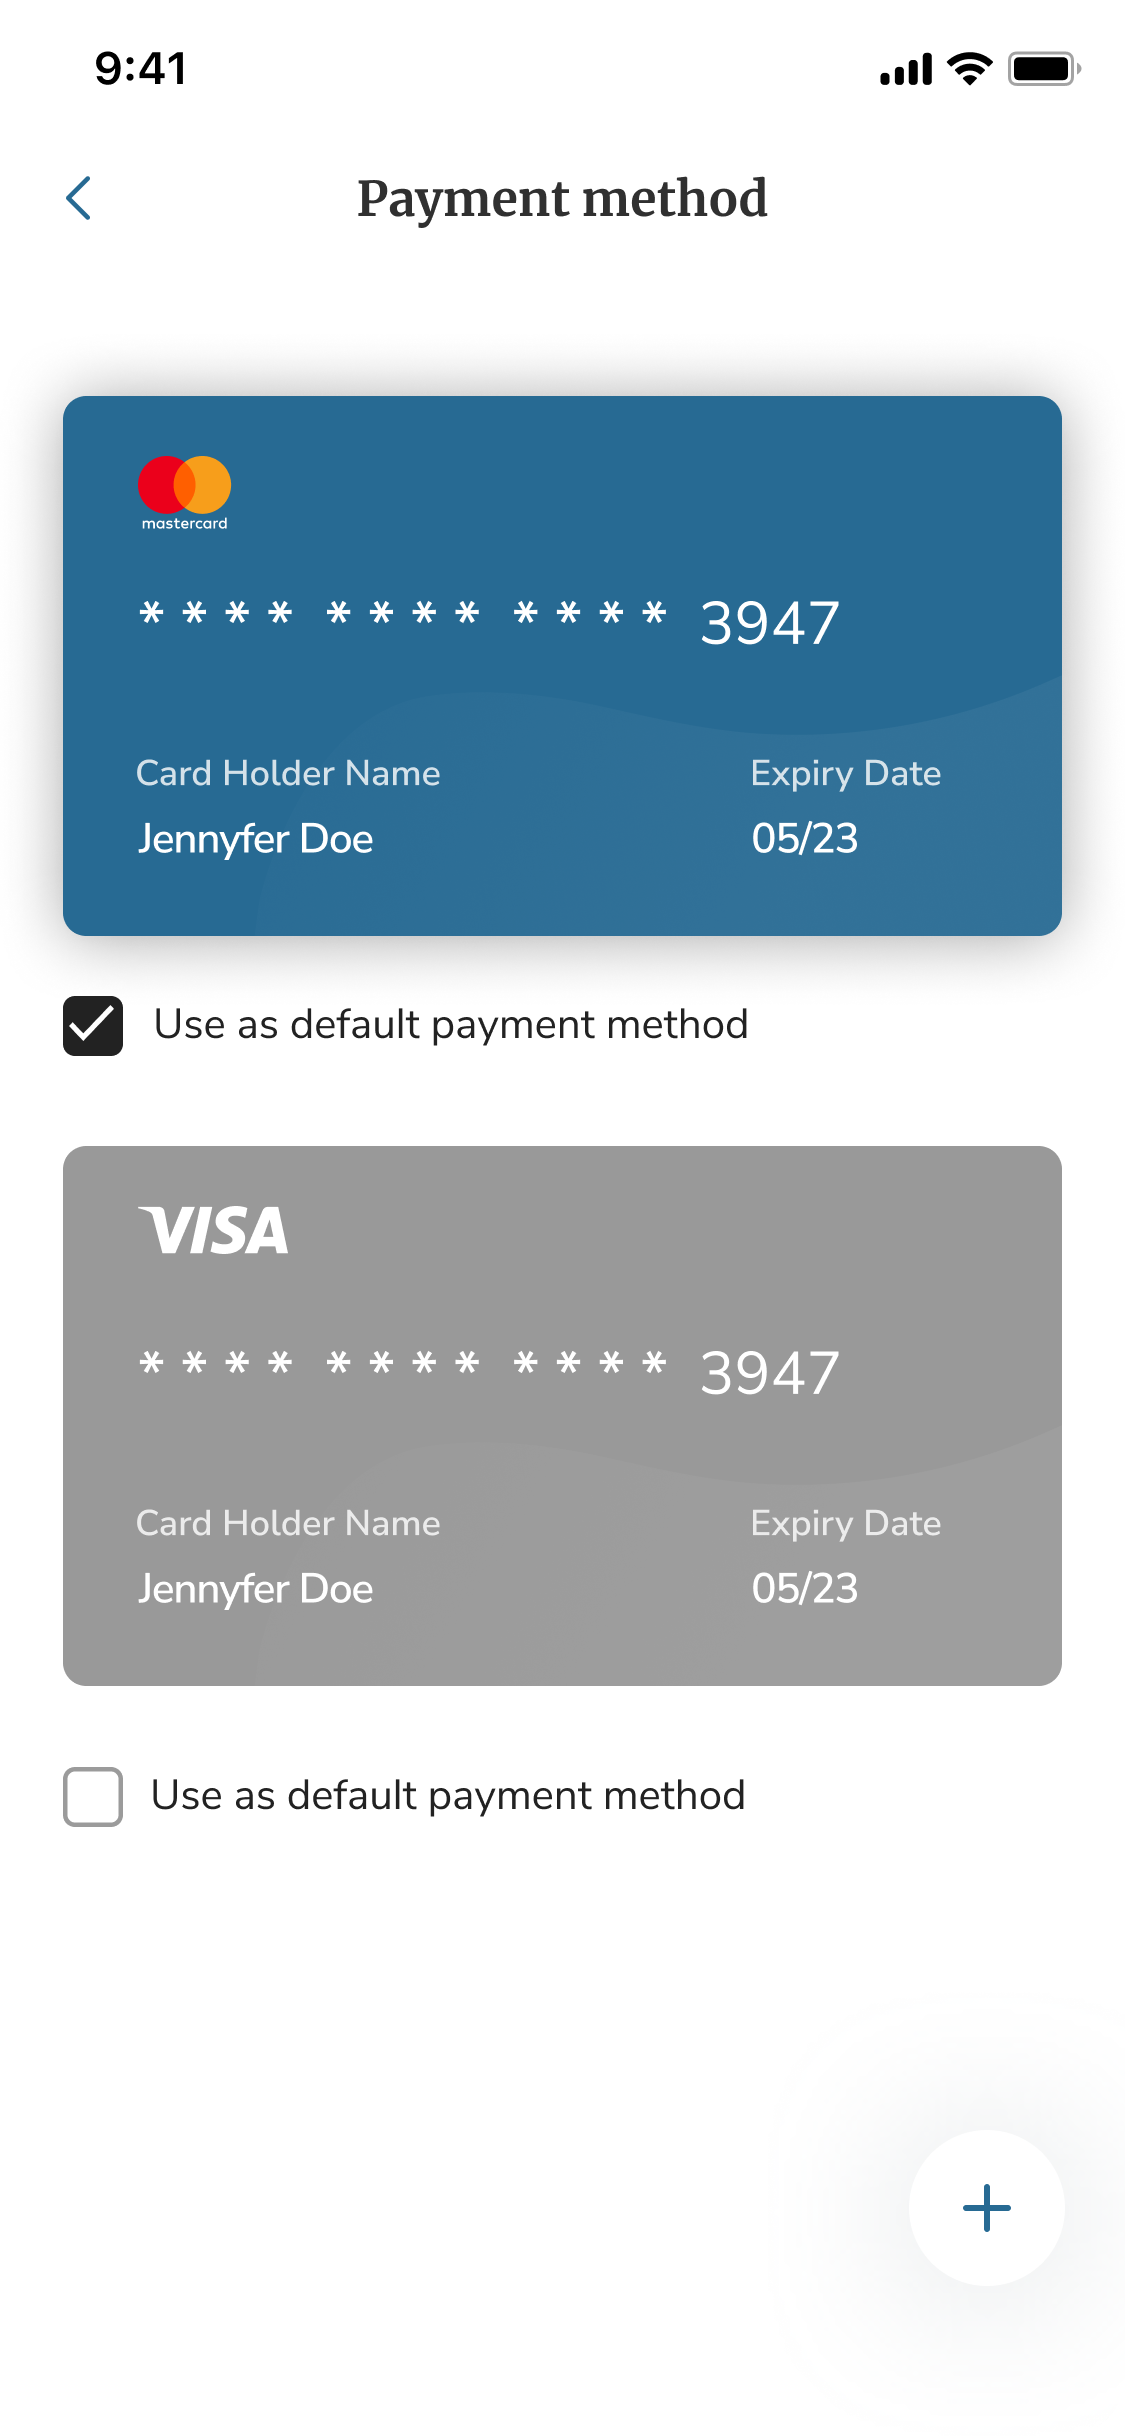 9:41
Payment method
mastercard
* * * * * * * * * * * * 3947
Card Holder Name Expiry Date
Jennyfer Doe 05/23
Use as default payment method
VISA
* * * * * * * * * * * * 3947
Card Holder Name Expiry Date
Jennyfer Doe 05/23
Use as default payment method